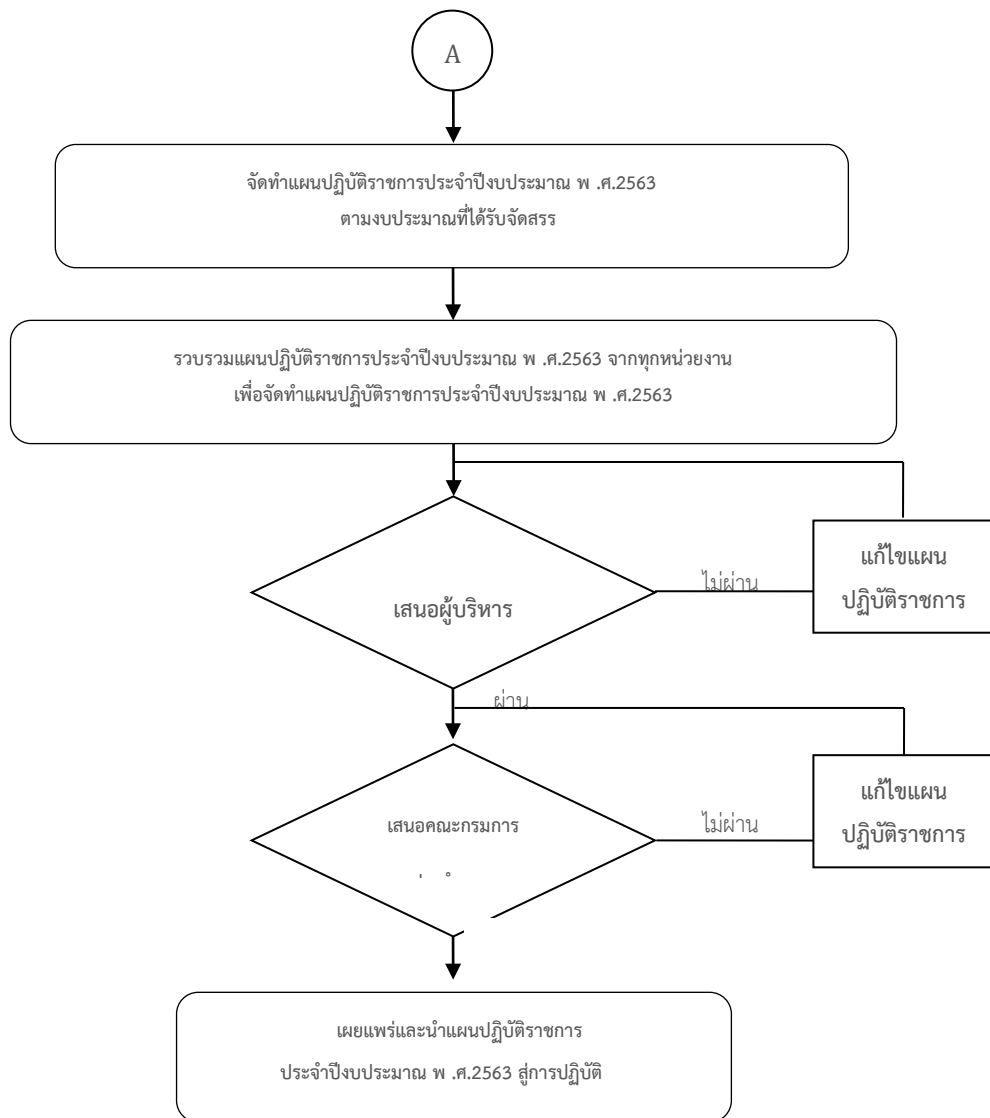 A
จัดทำแผนปฏิบัติราชการประจำปีงบประมาณ พ .ศ.2563
ตามงบประมาณที่ได้รับจัดสรร
รวบรวมแผนปฏิบัติราชการประจำปีงบประมาณ พ .ศ.2563 จากทุกหน่วยงาน
เพื่อจัดทำแผนปฏิบัติราชการประจำปีงบประมาณ พ .ศ.2563
แก้ไขแผน
ปฏิบัติราชการ
ไม่ผ่าน
เสนอผู้บริหาร
ผ่าน
แก้ไขแผน
ปฏิบัติราชการ
ไม่ผ่าน
เสนอคณะกรมการ
เผยแพร่และนำแผนปฏิบัติราชการ
ประจำปีงบประมาณ พ .ศ.2563 สู่การปฏิบัติ